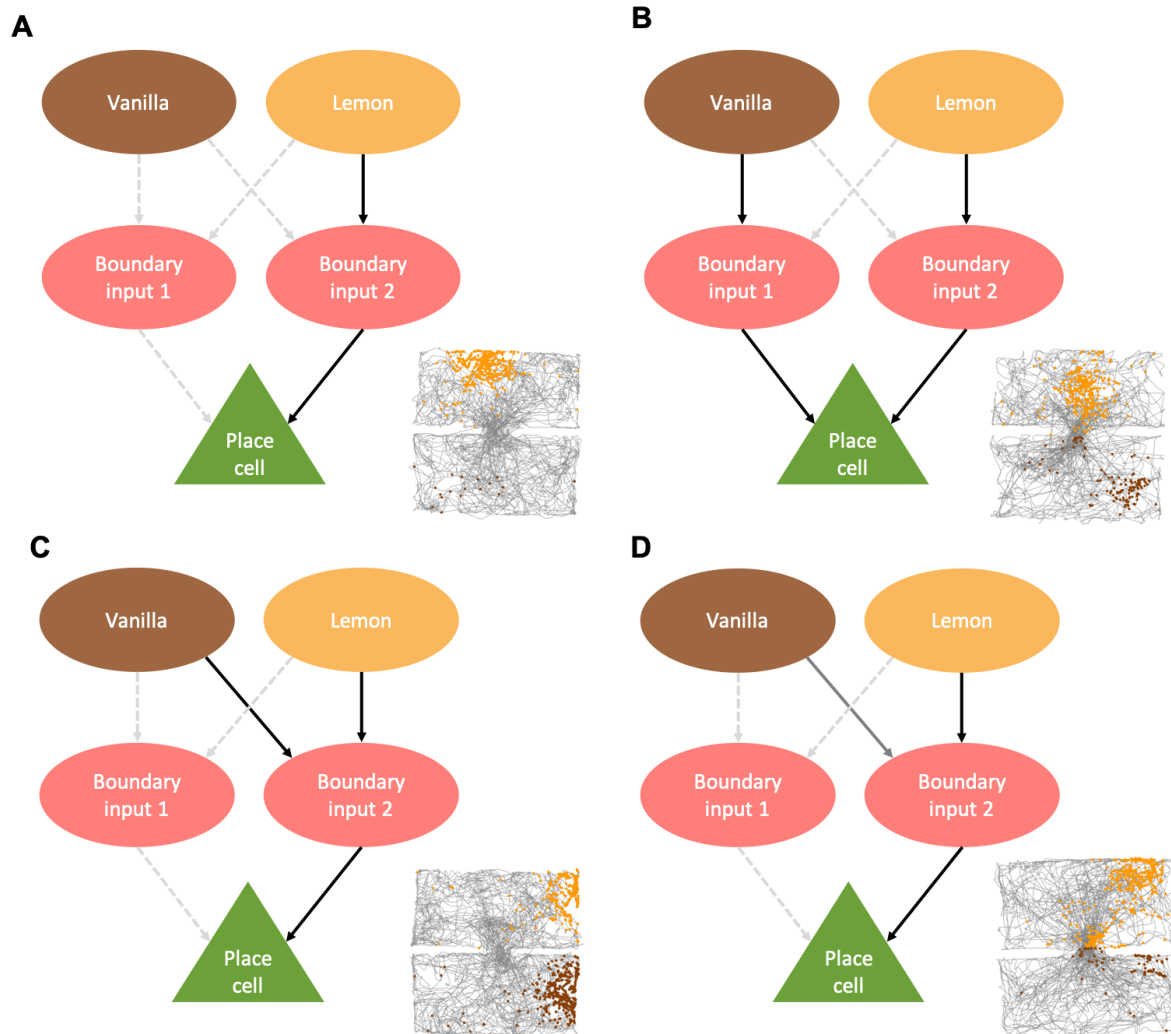 A
Vanilla
Lemon
Boundary
input 1
Boundary
input 2
Place
cell
B
Vanilla
Lemon
Boundary
input 1
Boundary
input 2
Place
cell
C
Vanilla
Lemon
Boundary
input 1
Boundary
input 2
Place
cell
D
Vanilla
Lemon
Boundary
input 1
Boundary
input 2
Place
cell